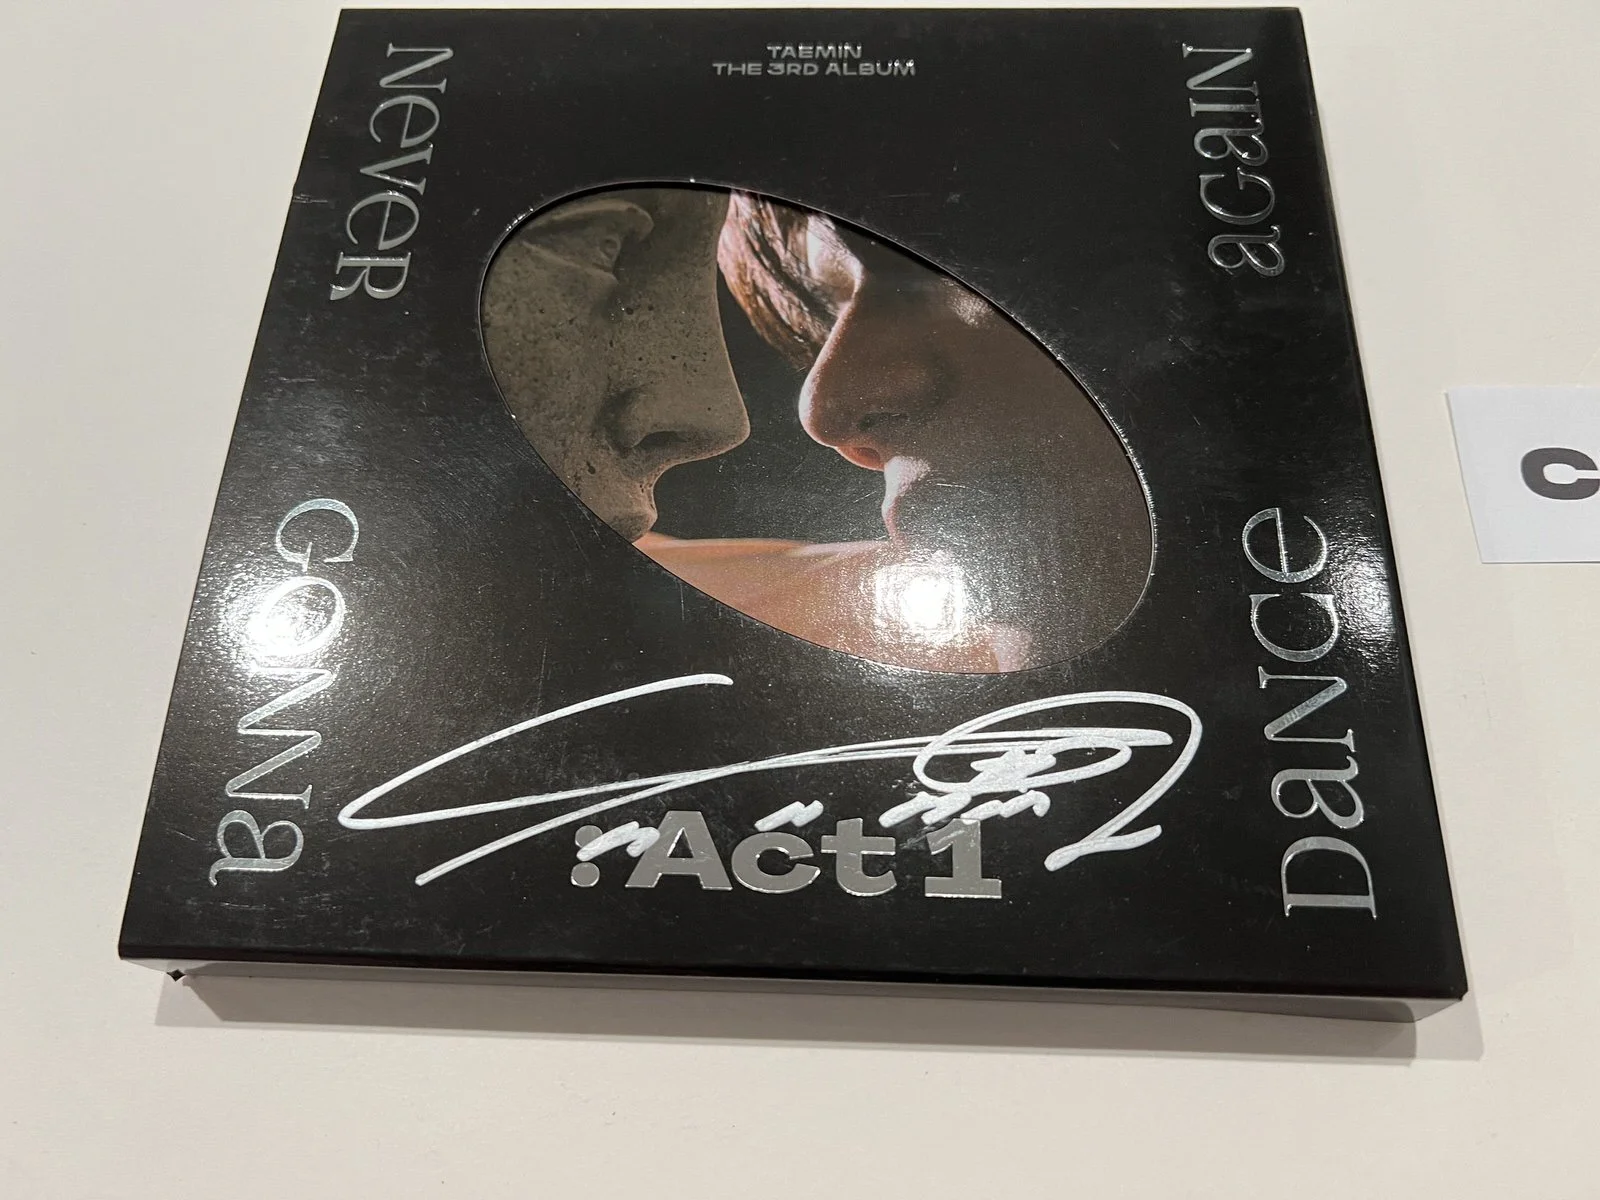 TAEMIN
THE 3RD ALBUM
Never
GONNa
Dance
aGaIN
:Act 1
C